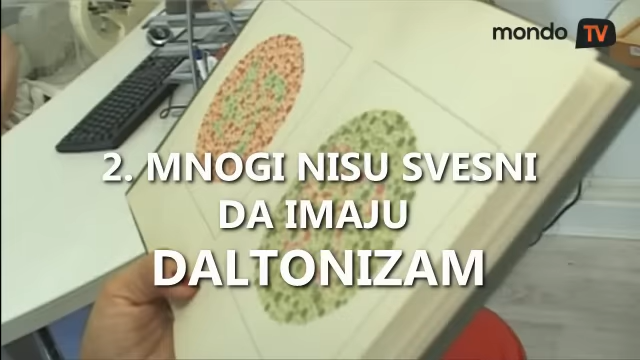 mondo TV
2. MNOGI NISU SVESNI
DA IMAJU
DALTONIZAM